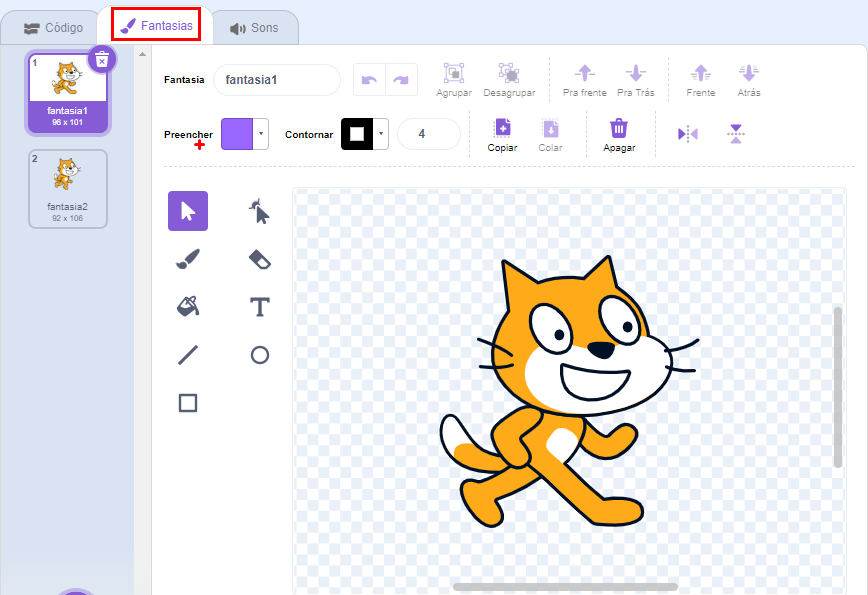 Código
Fantasias
Sons
1
fantasia1
96 x 101
2
fantasia2
92 x 106
Fantasia
fantasia1
Agrupar
Desagrupar
Pra frente
Pra Trás
Frente
Atrás
Preencher
Contornar
4
Copiar
Colar
Apagar